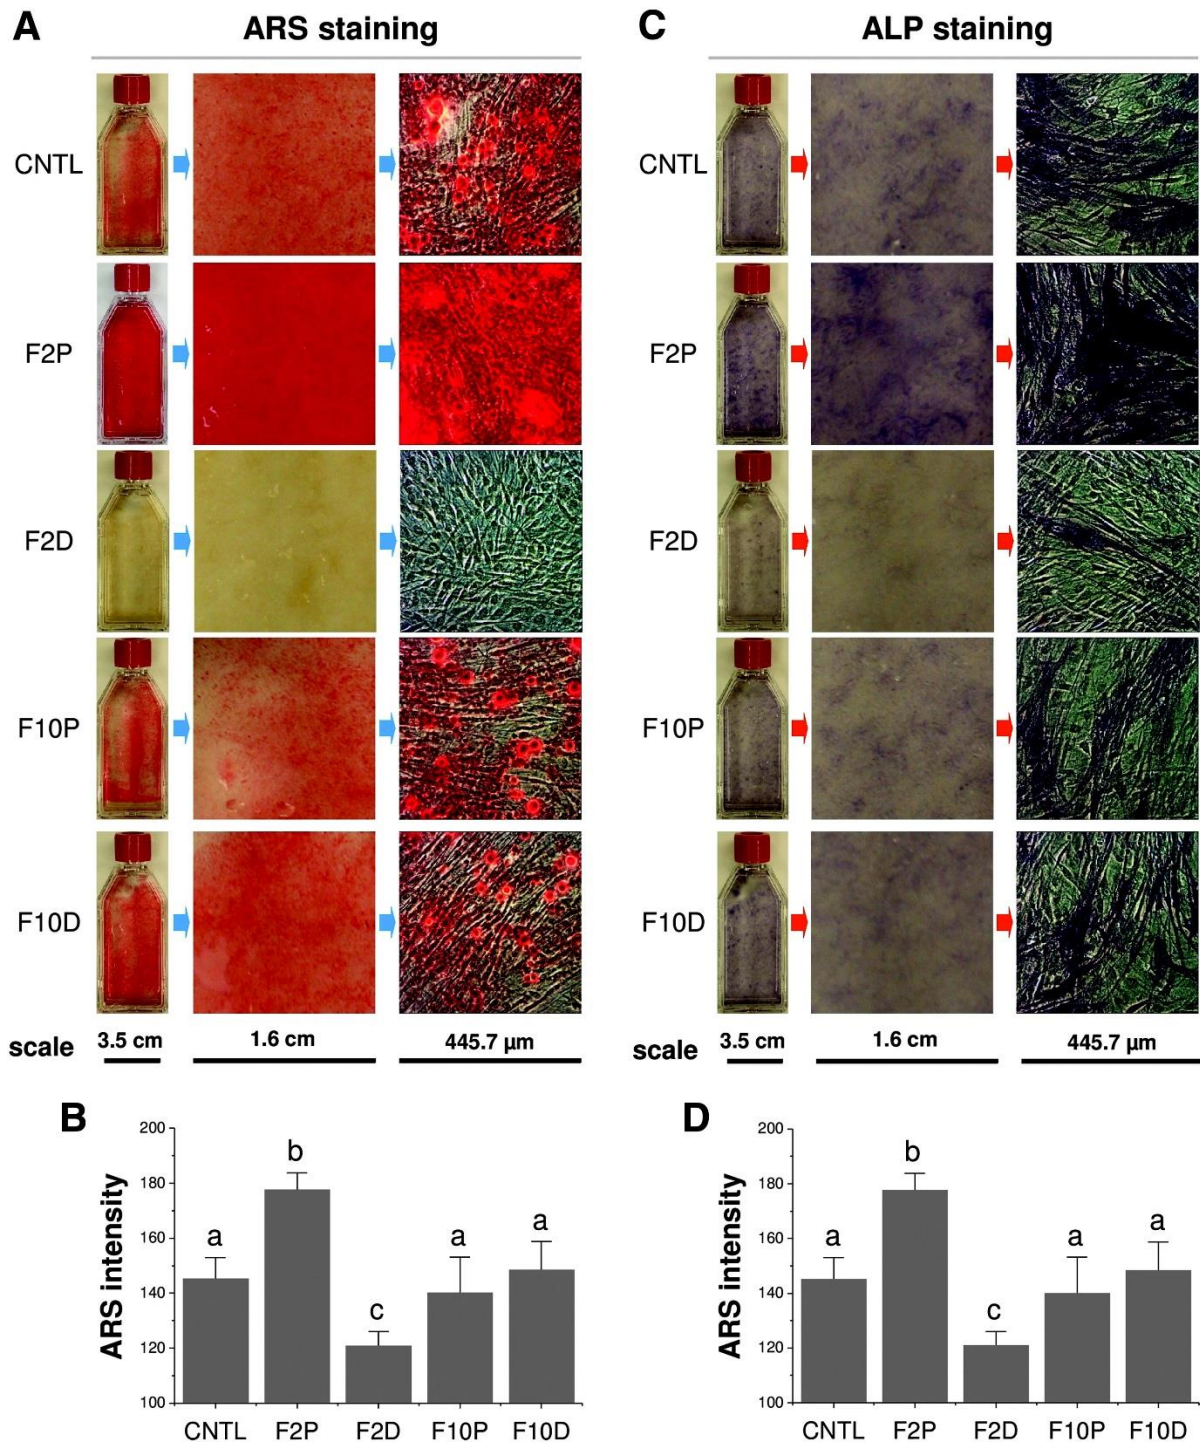 A ARS staining
CNTL
F2P
F2D
F10P
F10D
scale 3.5 cm 1.6 cm 445.7 µm
C ALP staining
CNTL
F2P
F2D
F10P
F10D
scale 3.5 cm 1.6 cm 445.7 µm
B
ARS intensity
200
180
160
140
120
100
a b c a a
CNTL F2P F2D F10P F10D
D
ARS intensity
200
180
160
140
120
100
a b c a a
CNTL F2P F2D F10P F10D